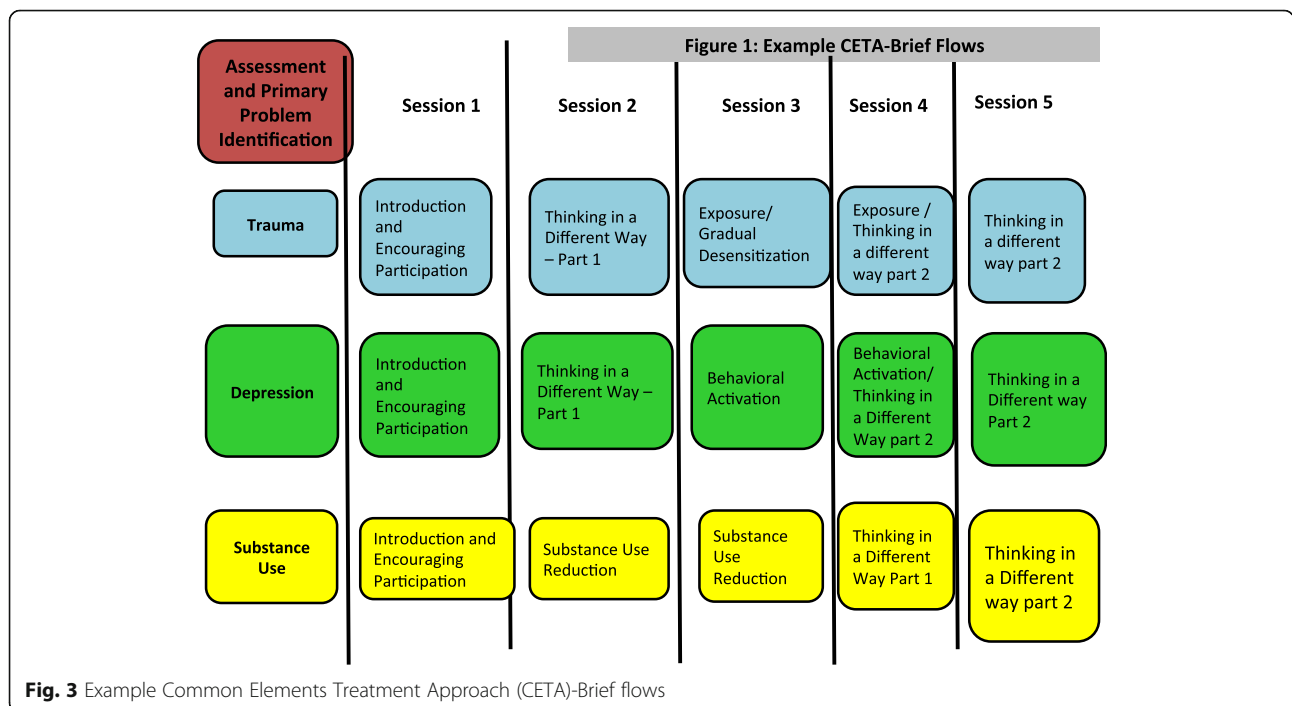 Figure 1: Example CETA-Brief Flows
Assessment
and Primary
Problem
Identification
Session 1
Session 2
Session 3
Session 4
Session 5
Trauma
Introduction
and
Encouraging
Participation
Thinking in a
Different Way
– Part 1
Exposure/
Gradual
Desensitization
Exposure /
Thinking in
a different
way part 2
Thinking in
a different
way part 2
Depression
Introduction
and
Encouraging
Participation
Thinking in a
Different Way –
Part 1
Behavioral
Activation
Behavioral
Activation/
Thinking in
a Different
Way part 2
Thinking in a
Different way
Part 2
Substance
Use
Introduction and
Encouraging
Participation
Substance Use
Reduction
Substance
Use
Reduction
Thinking in
a Different
Way Part 1
Thinking in
a Different
way part 2
Fig. 3 Example Common Elements Treatment Approach (CETA)-Brief flows